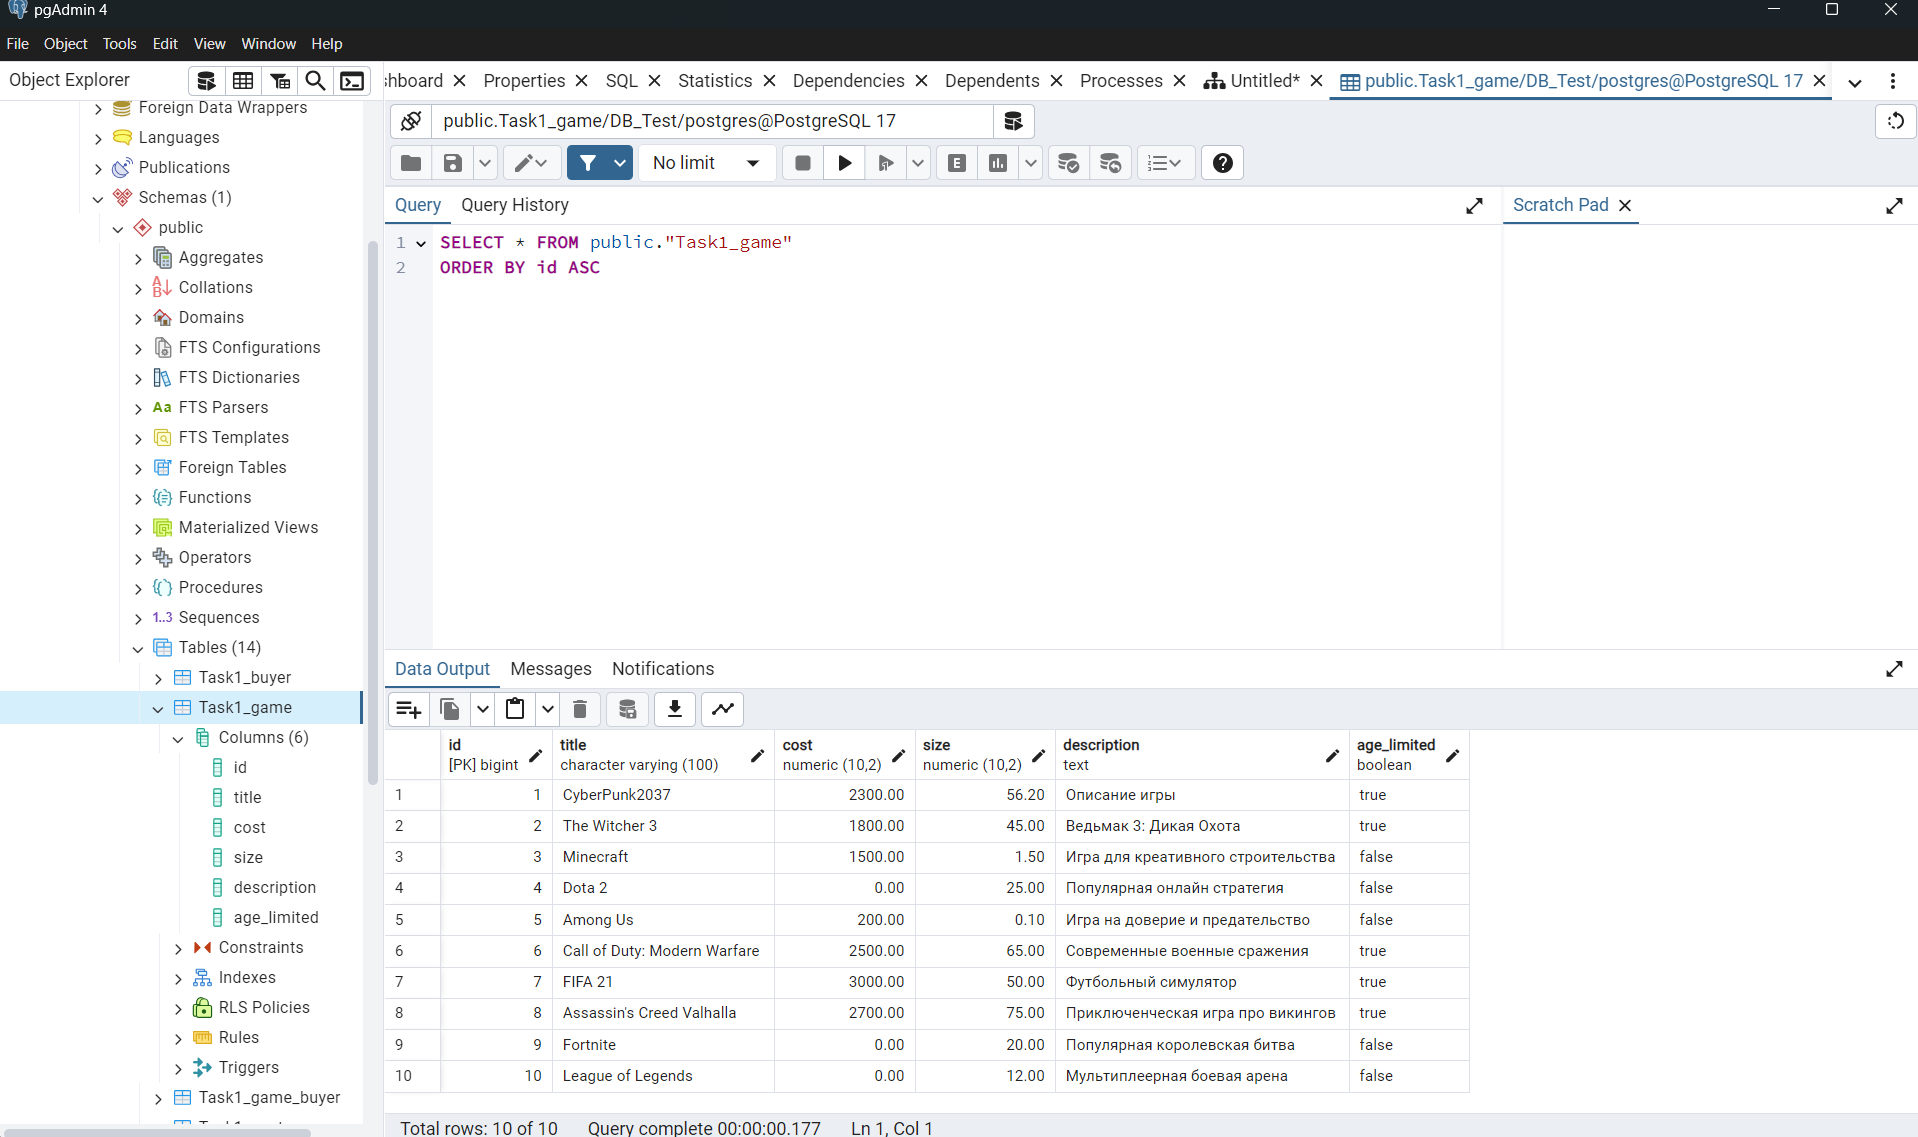 pgAdmin 4
File Object Tools Edit View Window Help
Object Explorer
Foreign Data Wrappers
Languages
Publications
Schemas (1)
public
Aggregates
Collations
Domains
FTS Configurations
FTS Dictionaries
Aa FTS Parsers
FTS Templates
Foreign Tables
Functions
Materialized Views
Operators
Procedures
1..3 Sequences
Tables (14)
Task1_buyer
Task1_game
Columns (6)
id
title
cost
size
description
age_limited
Constraints
Indexes
RLS Policies
Rules
Triggers
Task1_game_buyer
shboard Properties SQL Statistics Dependencies Dependents Processes Untitled* public.Task1_game/DB_Test/postgres@PostgreSQL 17
public.Task1_game/DB_Test/postgres@PostgreSQL 17
No limit E
Query Query History Scratch Pad
1 SELECT * FROM public."Task1_game"
2 ORDER BY id ASC
Data Output Messages Notifications
id title cost size description age_limited
[PK] bigint character varying (100) numeric (10,2) numeric (10,2) text boolean
1 1 CyberPunk2037 2300.00 56.20 Описание игры true
2 2 The Witcher 3 1800.00 45.00 Ведьмак 3: Дикая Охота true
3 3 Minecraft 1500.00 1.50 Игра для креативного строительства false
4 4 Dota 2 0.00 25.00 Популярная онлайн стратегия false
5 5 Among Us 200.00 0.10 Игра на доверие и предательство false
6 6 Call of Duty: Modern Warfare 2500.00 65.00 Современные военные сражения true
7 7 FIFA 21 3000.00 50.00 Футбольный симулятор true
8 8 Assassin's Creed Valhalla 2700.00 75.00 Приключенческая игра про викингов true
9 9 Fortnite 0.00 20.00 Популярная королевская битва false
10 10 League of Legends 0.00 12.00 Мультиплеерная боевая арена false
Total rows: 10 of 10 Query complete 00:00:00.177 Ln 1, Col 1